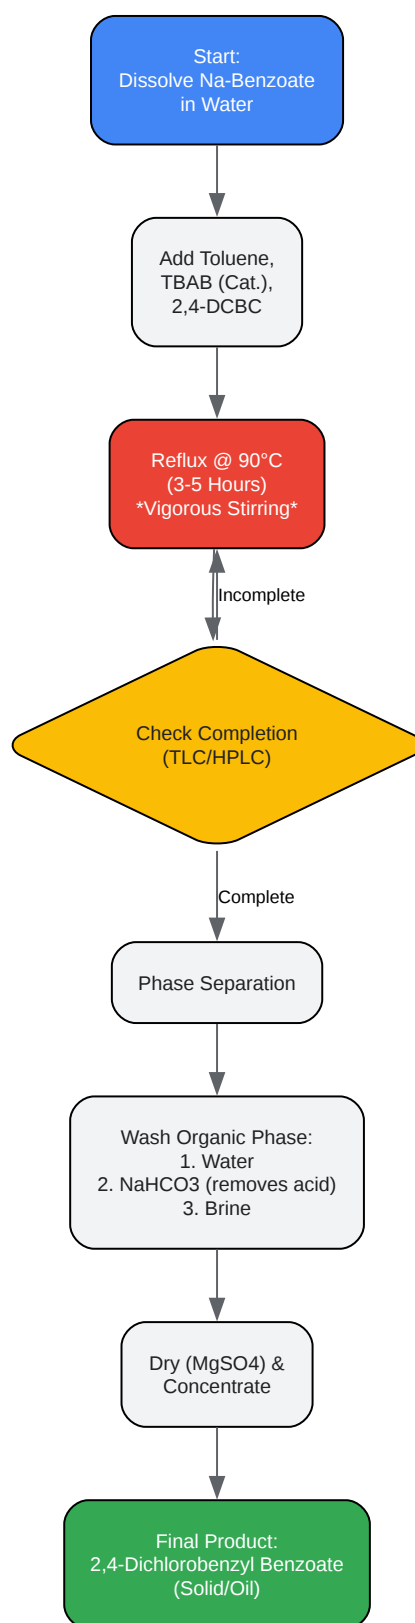 Start:
Dissolve Na-Benzoate
in Water
Add Toluene,
TBAB (Cat.),
2,4-DCBC
Reflux @ 90°C
(3-5 Hours)
*Vigorous Stirring*
Incomplete
Check Completion
(TLC/HPLC)
Complete
Phase Separation
Wash Organic Phase:
1. Water
2. NaHCO3 (removes acid)
3. Brine
Dry (MgSO4) &
Concentrate
Final Product:
2,4-Dichlorobenzyl Benzoate
(Solid/Oil)